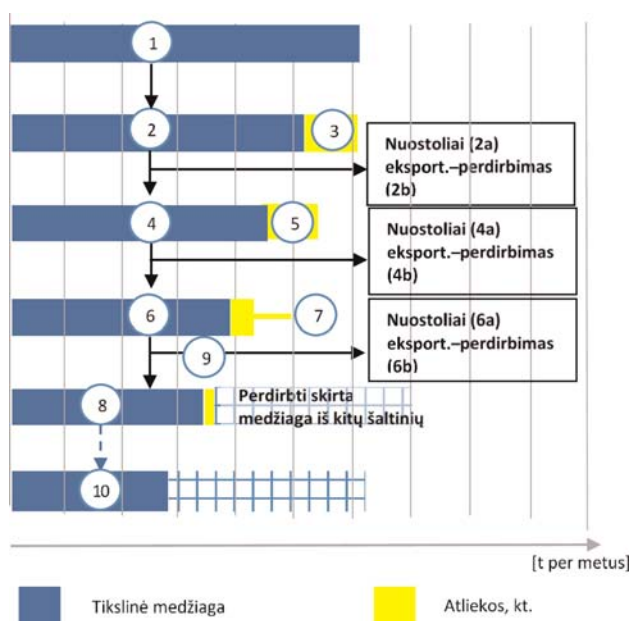 1
2
3
Nuostoliai (2a)
eksport.–perdirbimas
(2b)
4
5
Nuostoliai (4a)
eksport.–perdirbimas
(4b)
6
7
Nuostoliai (6a)
eksport.–perdirbimas
(6b)
9
8
Perdirbti skirta
medžiaga iš kitų šaltinių
10
[t per metus]
Tikslinė medžiaga
Atliekos, kt.